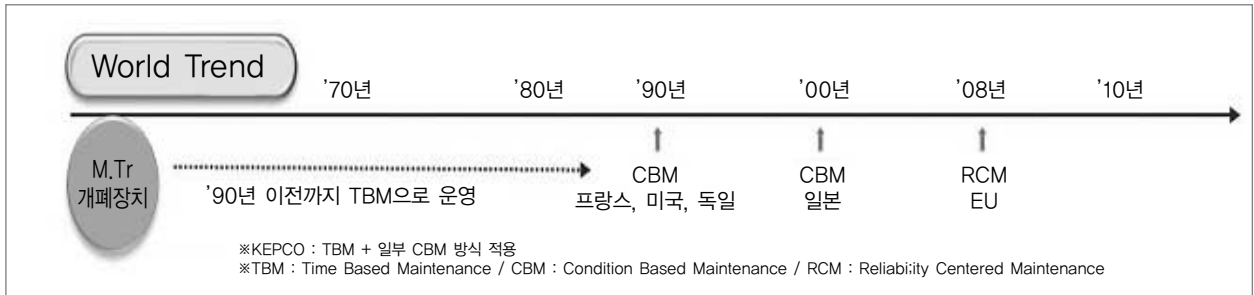 World Trend
'70년 '80년 '90년 '00년 '08년 '10년
M.Tr
개폐장치
'90년 이전까지 TBM으로 운영
CBM
프랑스, 미국, 독일
CBM
일본
RCM
EU
※KEPCO : TBM + 일부 CBM 방식 적용
※TBM : Time Based Maintenance / CBM : Condition Based Maintenance / RCM : Reliabi:ity Centered Maintenance